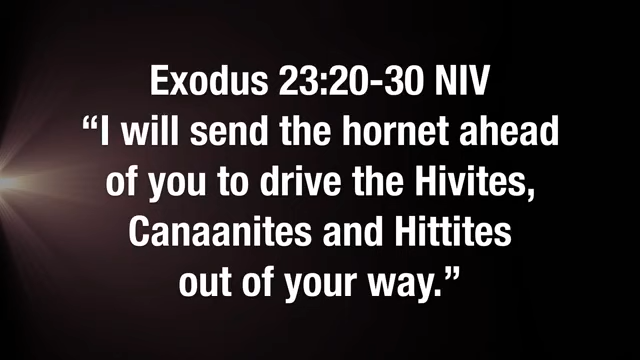 Exodus 23:20-30 NIV
“I will send the hornet ahead
of you to drive the Hivites,
Canaanites and Hittites
out of your way.”